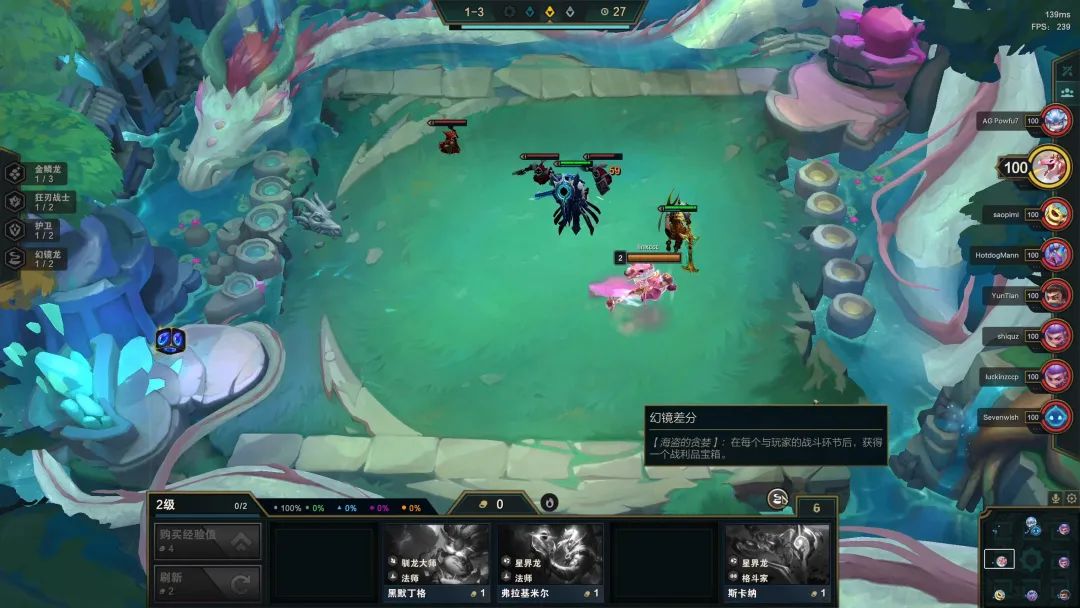 1-3
27
139ms
FPS: 239
金鳞龙
1 / 3
狂刃战士
1 / 2
护卫
1 / 2
幻镜龙
1 / 2
59
linxcct
2
AG Powfu7 100
100
saopimi 100
HotdogMann 100
YunTian 100
shiquz 100
luckinzccp 100
Sevenwish 100
幻镜差分
【海盗的贪婪】：在每个与玩家的战斗环节后，获得
一个战利品宝箱。
2级 0/2
100% 0% 0% 0% 0%
0
6
购买经验值
4
刷新
2
驯龙大师
法师
黑默丁格 1
星界龙
法师
弗拉基米尔 1
星界龙
格斗家
斯卡纳 1